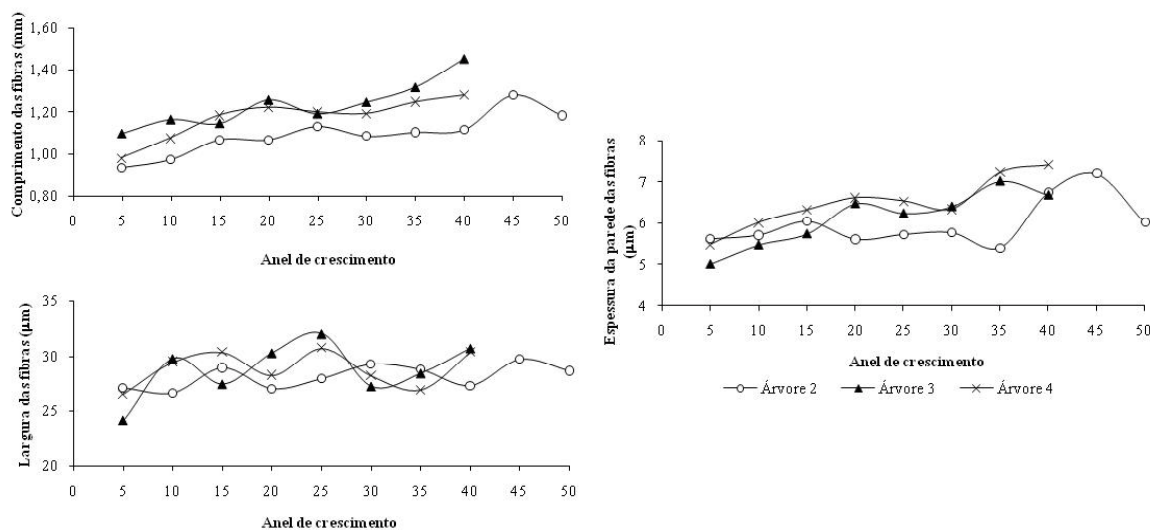 Comprimento das fibras (mm)
1,60
1,40
1,20
1,00
0,80
0 5 10 15 20 25 30 35 40 45 50
Anel de crescimento
Largura das fibras (µm)
35
30
25
20
0 5 10 15 20 25 30 35 40 45 50
Anel de crescimento
Espessura da parede das fibras
(µm)
8
7
6
5
4
0 5 10 15 20 25 30 35 40 45 50
Anel de crescimento
Árvore 2 Árvore 3 Árvore 4